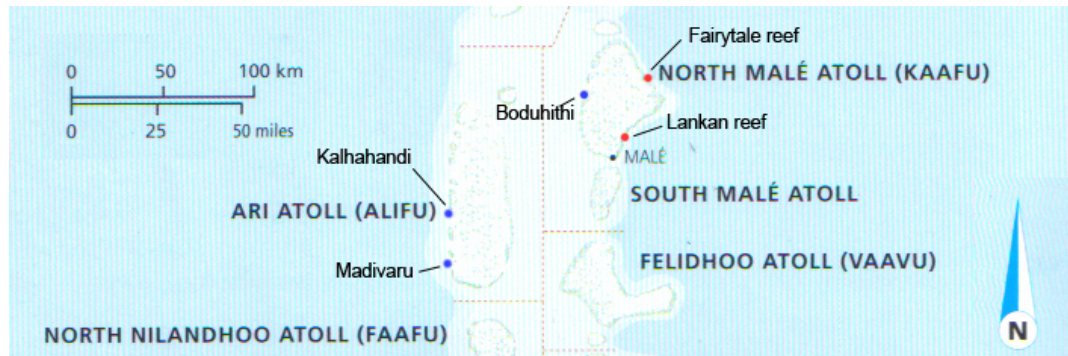 Fairytale reef
0 50 100 km
NORTH MALÉ ATOLL (KAAFU)
Boduhithi
0 25 50 miles
Lankan reef
Kalhahandi
MALÉ
SOUTH MALÉ ATOLL
ARI ATOLL (ALIFU)
FELIDHOO ATOLL (VAAVU)
Madivaru
NORTH NILANDHOO ATOLL (FAAFU)
N